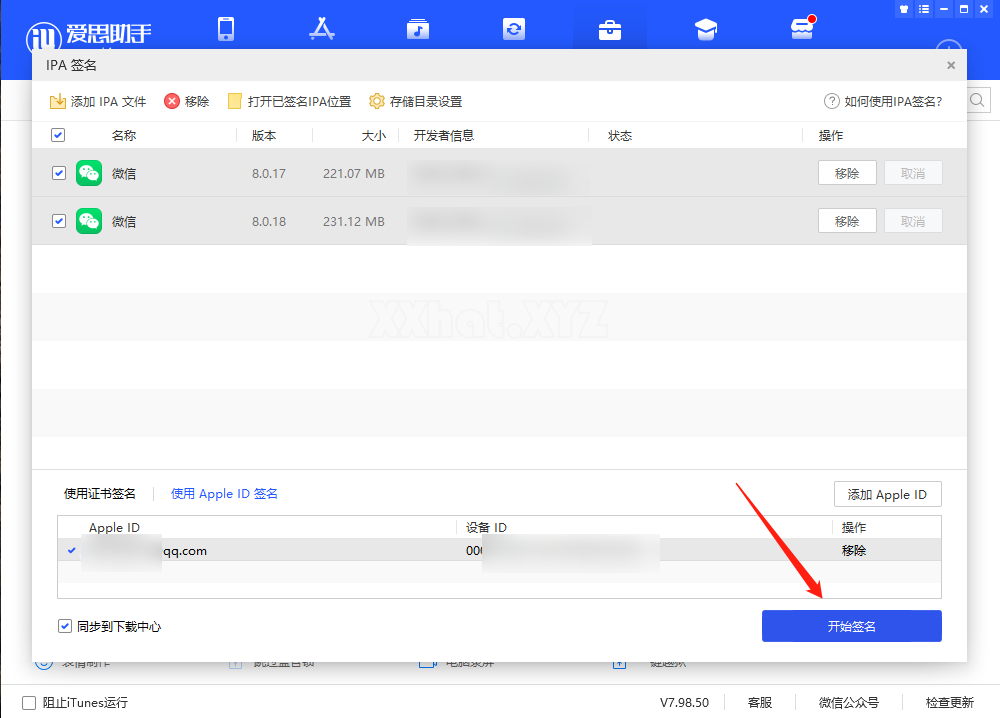 爱思助手
IPA 签名
添加 IPA 文件 移除 打开已签名IPA位置 存储目录设置 如何使用IPA签名?
名称 版本 大小 开发者信息 状态 操作
微信 8.0.17 221.07 MB 移除 取消
微信 8.0.18 231.12 MB 移除 取消
XXhat.XYZ
使用证书签名 使用 Apple ID 签名 添加 Apple ID
Apple ID 设备 ID 操作
qq.com 000 移除
同步到下载中心 开始签名
阻止iTunes运行 V7.98.50 客服 微信公众号 检查更新